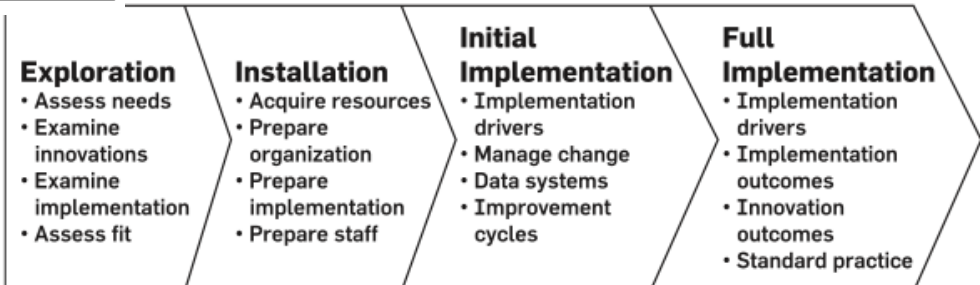 Exploration
• Assess needs
• Examine
innovations
• Examine
implementation
• Assess fit
Installation
• Acquire resources
• Prepare
organization
• Prepare
implementation
• Prepare staff
Initial
Implementation
• Implementation
drivers
• Manage change
• Data systems
• Improvement
cycles
Full
Implementation
• Implementation
drivers
• Implementation
outcomes
• Innovation
outcomes
• Standard practice